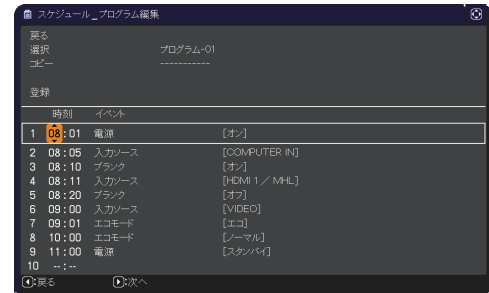 スケジュール_プログラム編集
戻る
選択 プログラム-01
コピー -----------
登録
時刻 イベント
1 08:01 電源 [オン]
2 08:05 入力ソース [COMPUTER IN]
3 08:10 ブランク [オン]
4 08:11 入力ソース [HDMI 1／MHL]
5 08:20 ブランク [オフ]
6 09:00 入力ソース [VIDEO]
7 09:01 エコモード [エコ]
8 10:00 エコモード [ノーマル]
9 11:00 電源 [スタンバイ]
10 --:--
:戻る :次へ